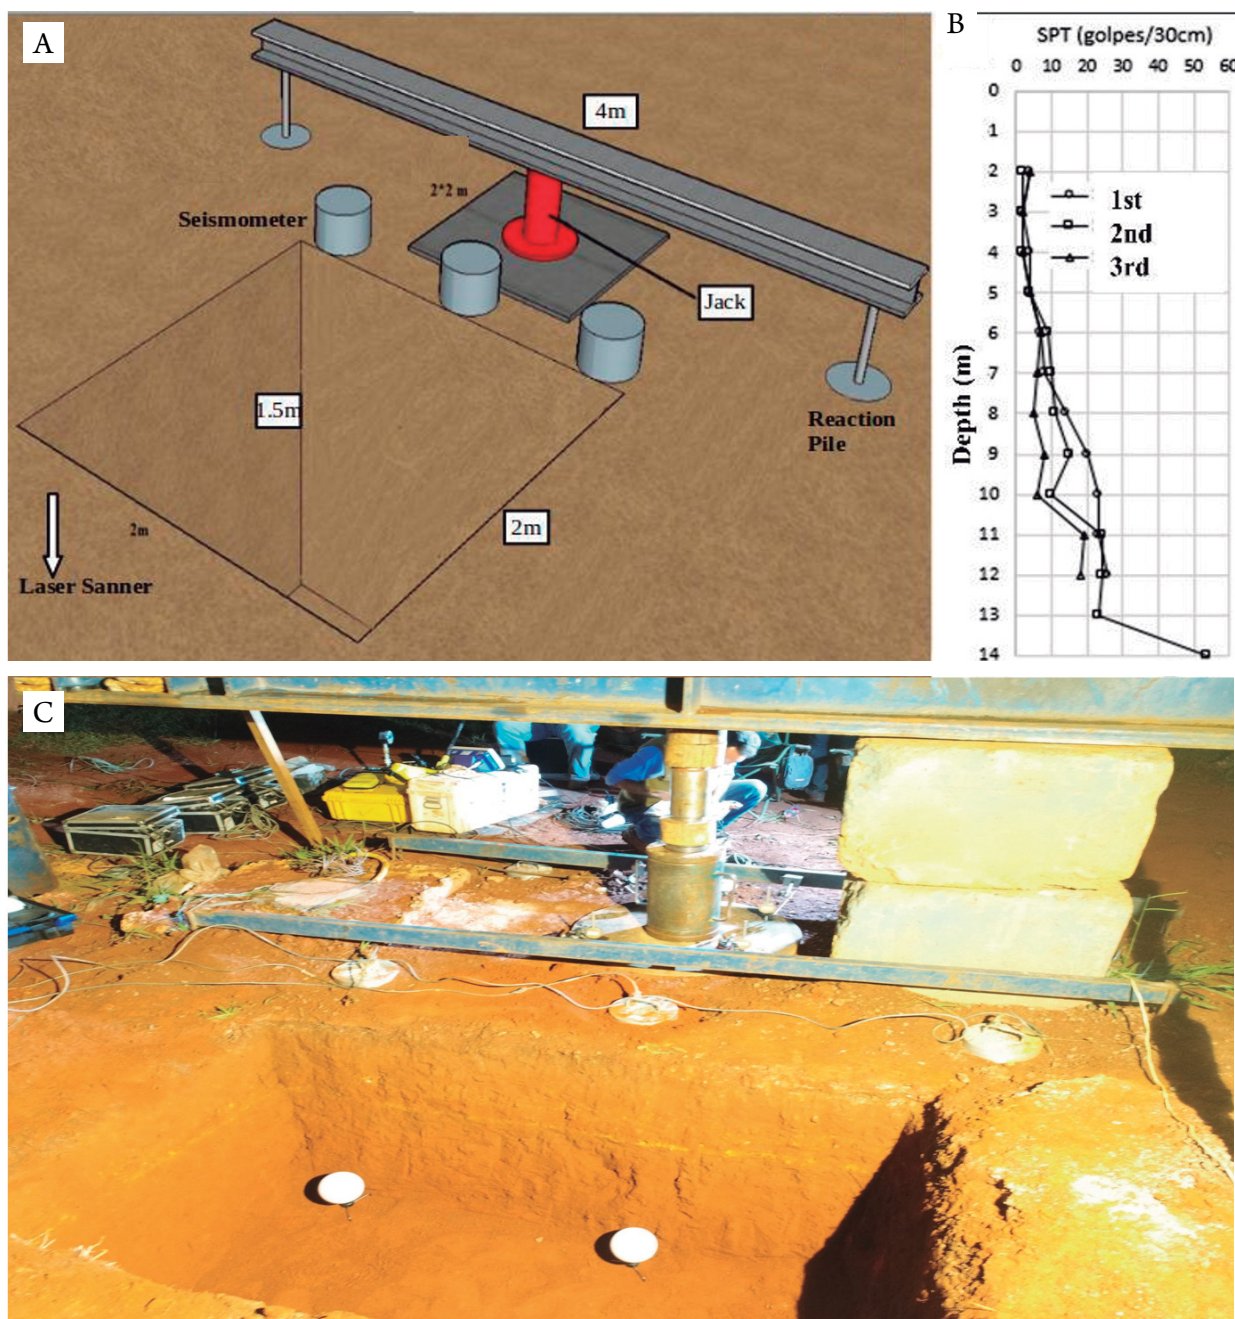 A
4m
2*2 m
Seismometer
Jack
1.5m
Reaction
Pile
2m
2m
Laser Sanner
B
SPT (golpes/30cm)
0 10 20 30 40 50 60
0
1
2
3
4
5
6
7
8
9
10
11
12
13
14
Depth (m)
1st
2nd
3rd
C